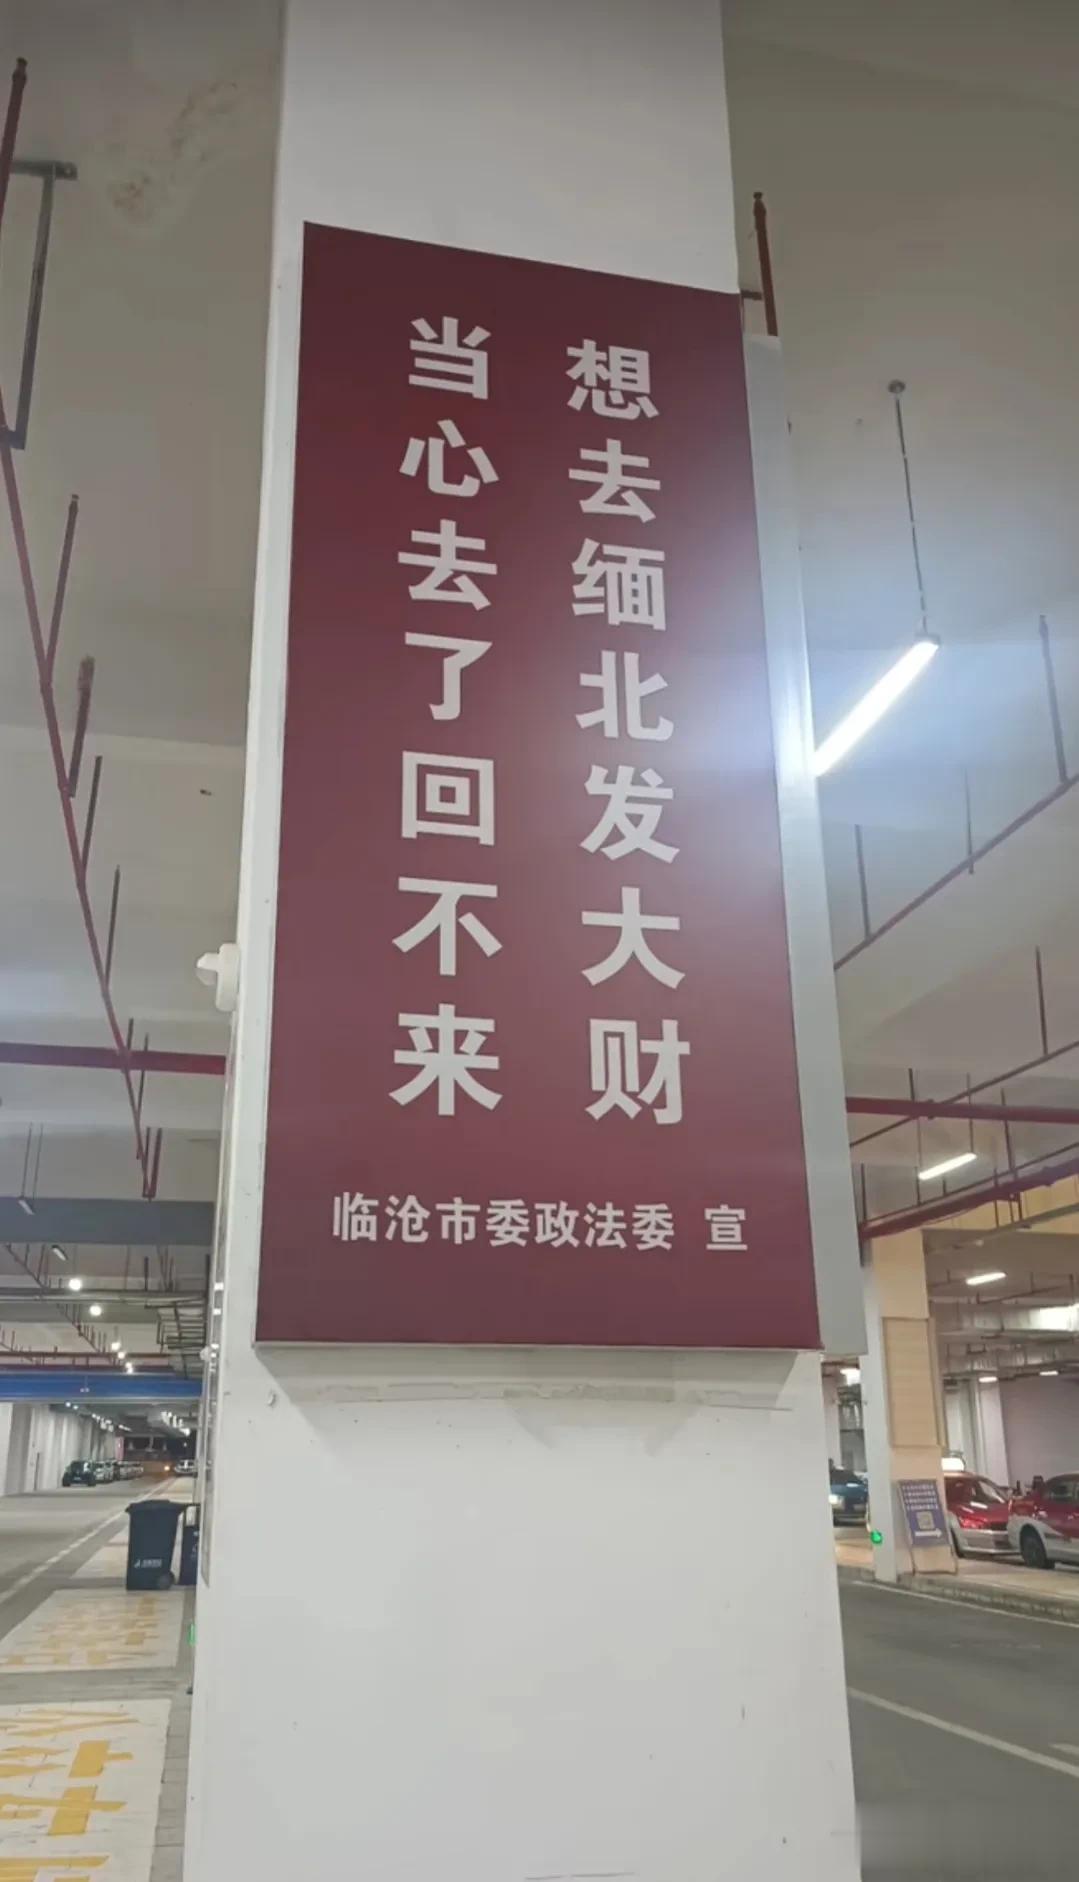 想去缅北发大财
当心去了回不来
临沧市委政法委 宣